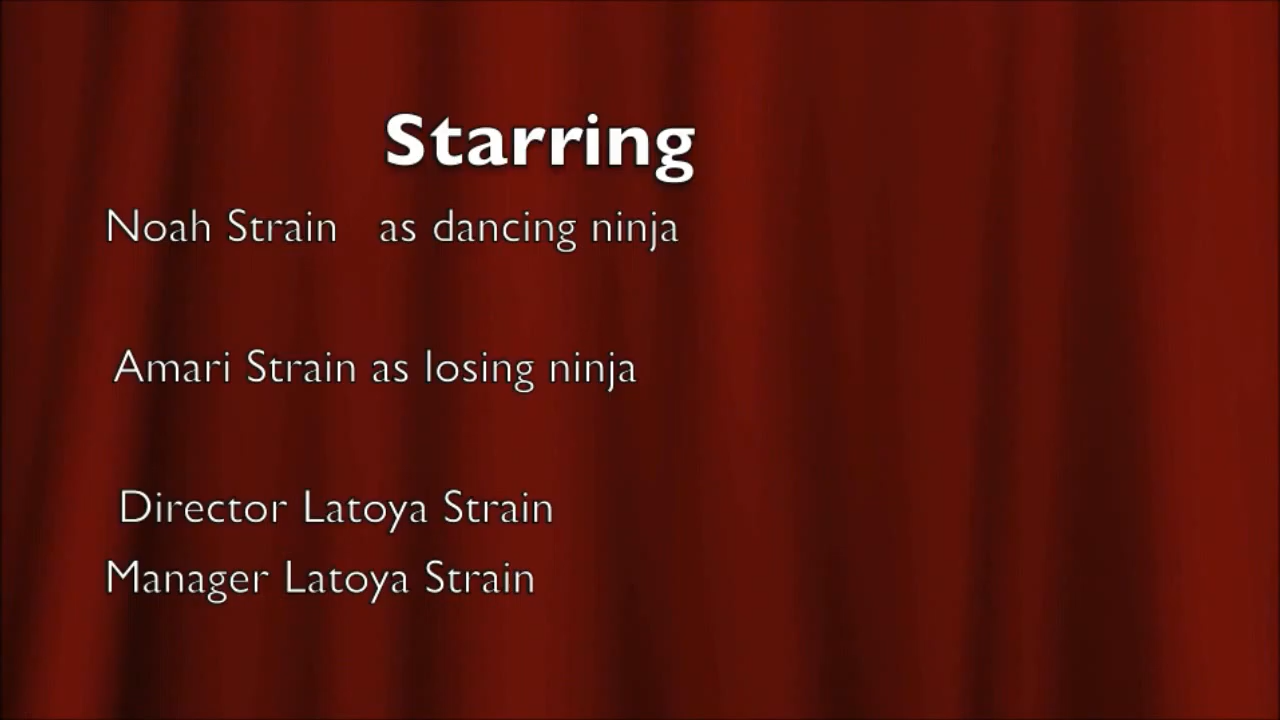 Starring
Noah Strain as dancing ninja
Amari Strain as losing ninja
Director Latoya Strain
Manager Latoya Strain